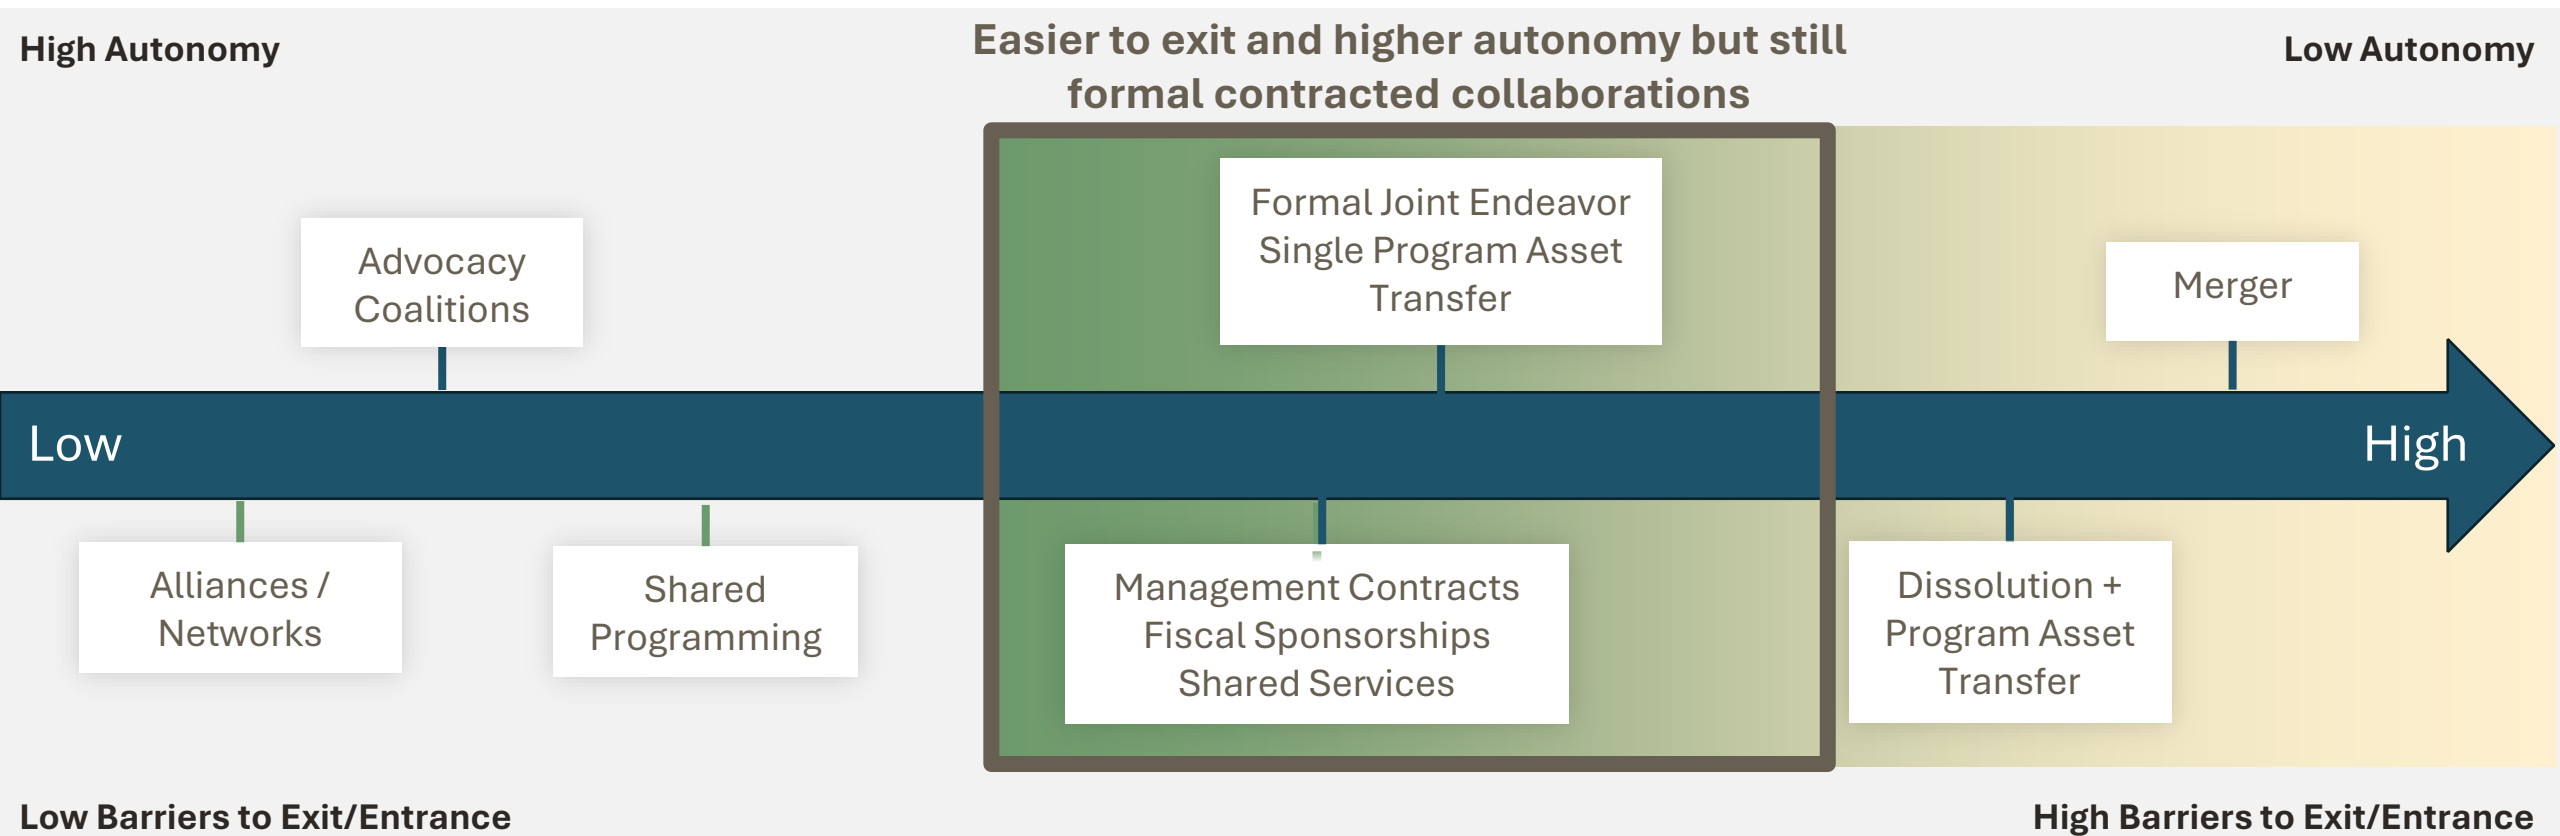 High Autonomy
Easier to exit and higher autonomy but still
formal contracted collaborations
Low Autonomy
Advocacy
Coalitions
Formal Joint Endeavor
Single Program Asset
Transfer
Merger
Low
High
Alliances /
Networks
Shared
Programming
Management Contracts
Fiscal Sponsorships
Shared Services
Dissolution +
Program Asset
Transfer
Low Barriers to Exit/Entrance
High Barriers to Exit/Entrance